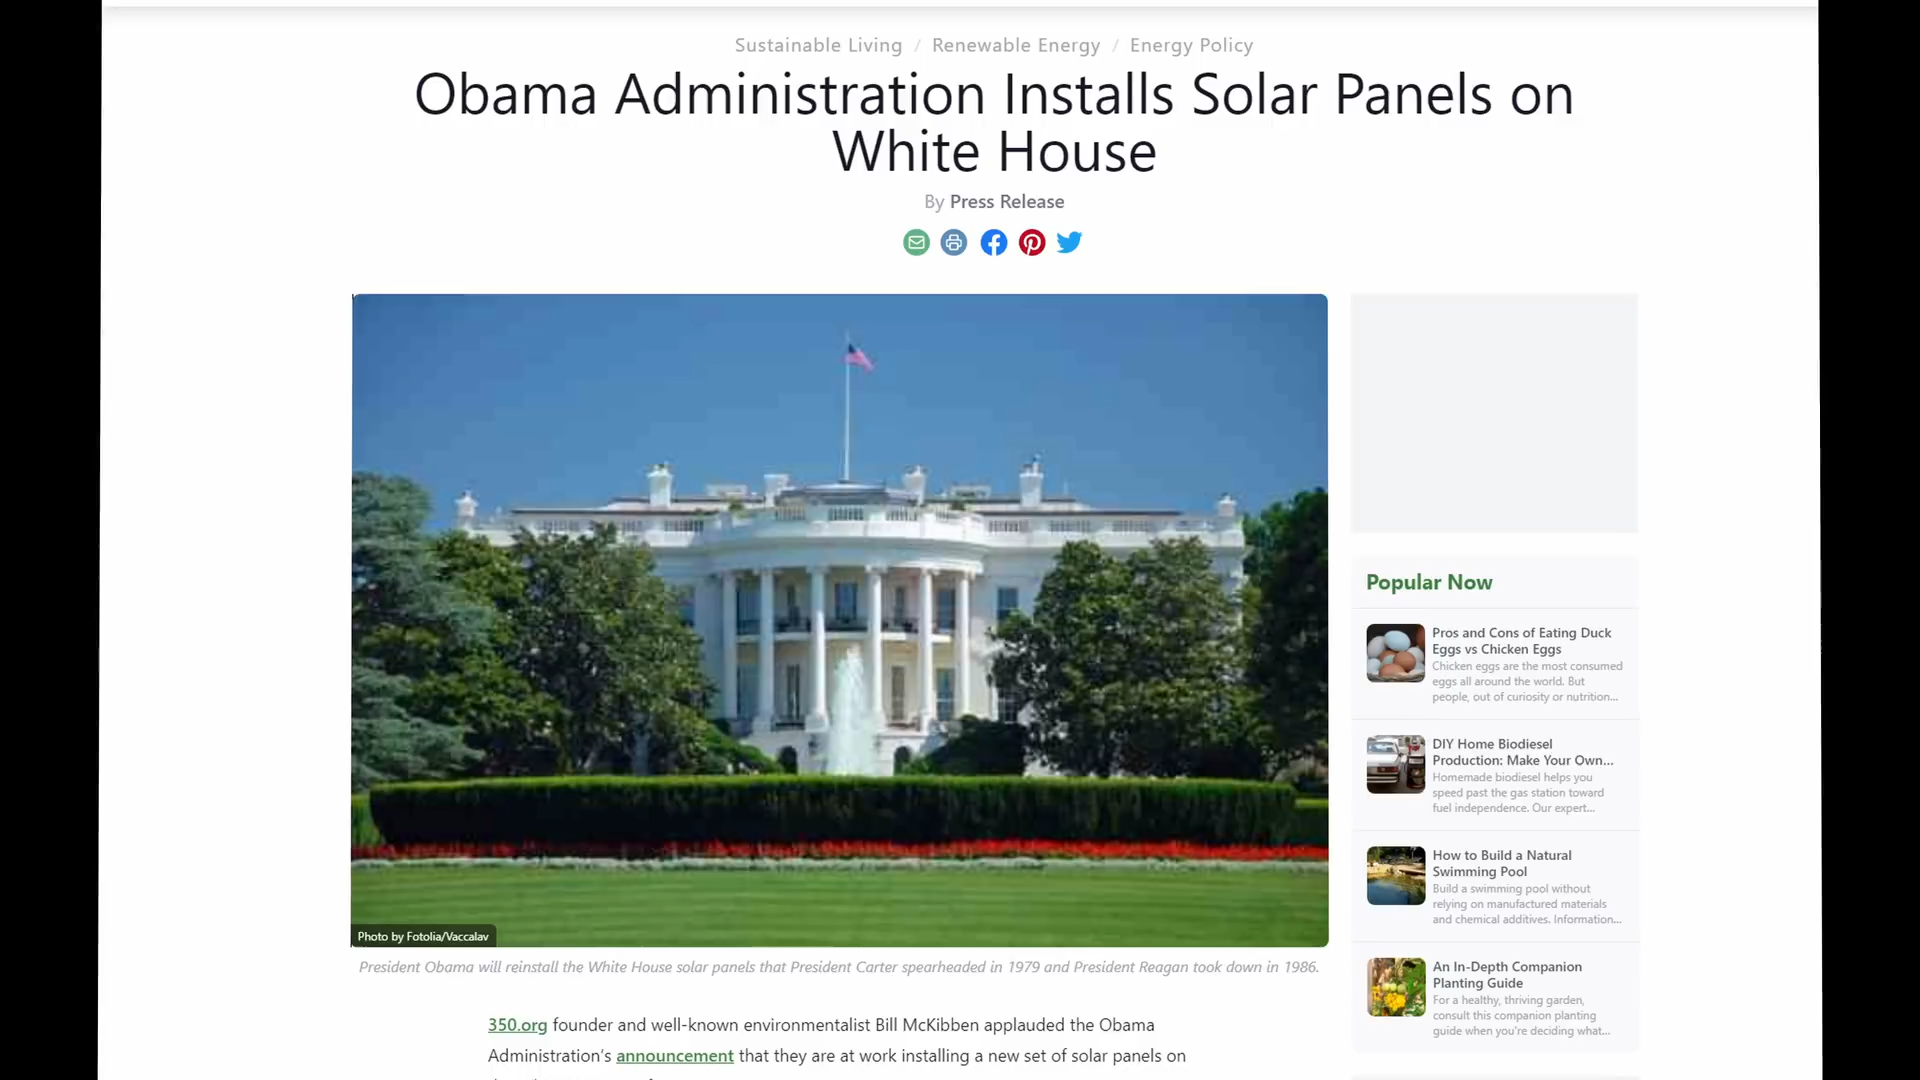 Sustainable Living / Renewable Energy / Energy Policy
Obama Administration Installs Solar Panels on
White House
By Press Release
Photo by Fotolia/Vaccalav
President Obama will reinstall the White House solar panels that President Carter spearheaded in 1979 and President Reagan took down in 1986.
350.org founder and well-known environmentalist Bill McKibben applauded the Obama
Administration's announcement that they are at work installing a new set of solar panels on
Popular Now
Pros and Cons of Eating Duck
Eggs vs Chicken Eggs
Chicken eggs are the most consumed
eggs all around the world. But
people, out of curiosity or nutrition...
DIY Home Biodiesel
Production: Make Your Own...
Homemade biodiesel helps you
speed past the gas station toward
fuel independence. Our expert...
How to Build a Natural
Swimming Pool
Build a swimming pool without
relying on manufactured materials
and chemical additives. Information...
An In-Depth Companion
Planting Guide
For a healthy, thriving garden,
consult this companion planting
guide when you're deciding what...